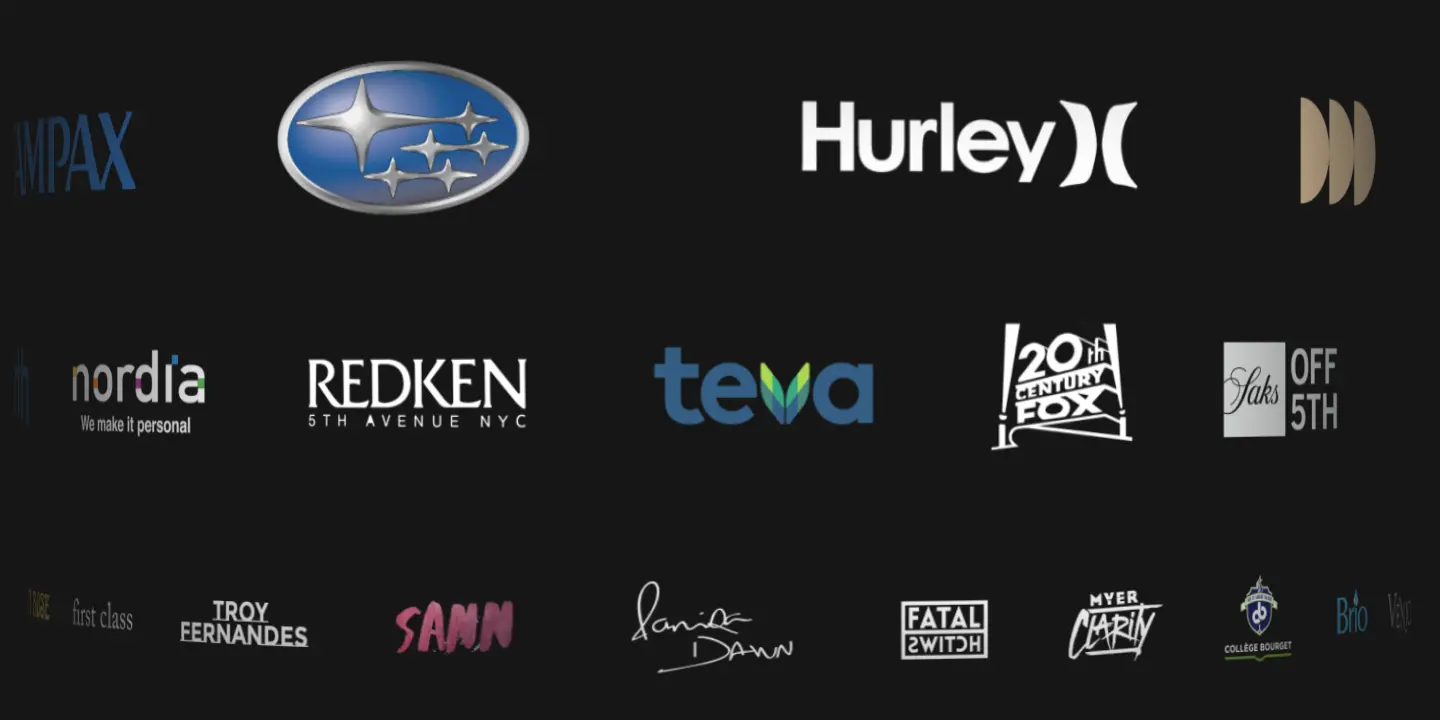 AMPAX
Hurley
nordia
We make it personal
REDKEN
5TH AVENUE NYC
teva
20th
CENTURY
FOX
Saks
OFF
5TH
first class
TROY
FERNANDES
SAMN
DAWN
FATAL
SWITCH
MYER
CLARITY
COLLÈGE BOURGET
Brio